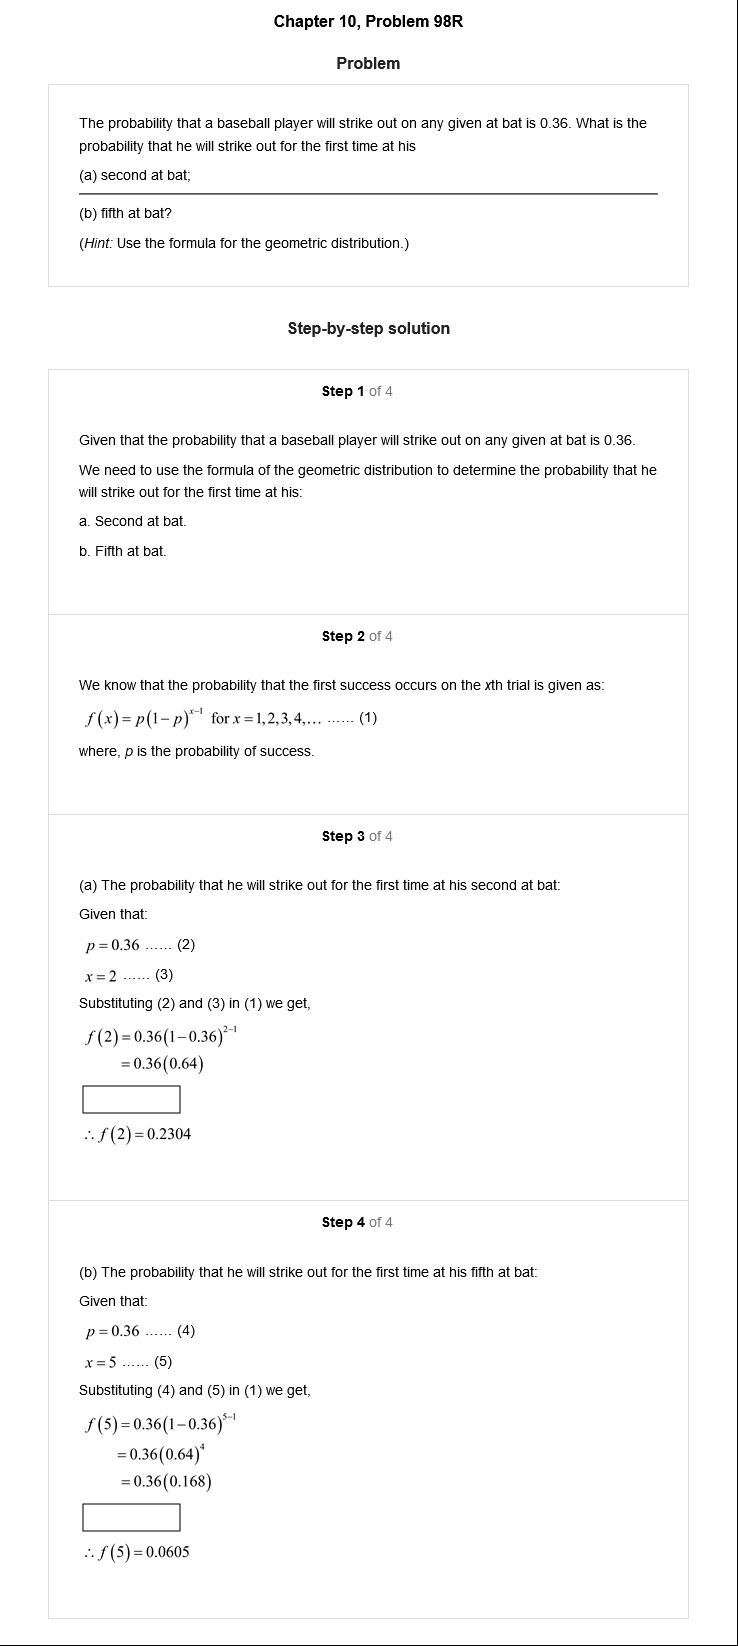 Chapter 10, Problem 98R
Problem
The probability that a baseball player will strike out on any given at bat is 0.36. What is the
probability that he will strike out for the first time at his
(a) second at bat;
(b) fifth at bat?
(Hint: Use the formula for the geometric distribution.)
Step-by-step solution
Step 1 of 4
Given that the probability that a baseball player will strike out on any given at bat is 0.36.
We need to use the formula of the geometric distribution to determine the probability that he
will strike out for the first time at his:
a. Second at bat.
b. Fifth at bat.
Step 2 of 4
We know that the probability that the first success occurs on the xth trial is given as:
f(x)=p(1−p)^{x−1} for x=1,2,3,4,… …… (1)
where, p is the probability of success.
Step 3 of 4
(a) The probability that he will strike out for the first time at his second at bat:
Given that:
p=0.36 …… (2)
x=2 …… (3)
Substituting (2) and (3) in (1) we get,
f(2)=0.36(1−0.36)^{2−1}
=0.36(0.64)
∴ f(2)=0.2304
Step 4 of 4
(b) The probability that he will strike out for the first time at his fifth at bat:
Given that:
p=0.36 …… (4)
x=5 …… (5)
Substituting (4) and (5) in (1) we get,
f(5)=0.36(1−0.36)^{5−1}
=0.36(0.64)^4
=0.36(0.168)
∴ f(5)=0.0605